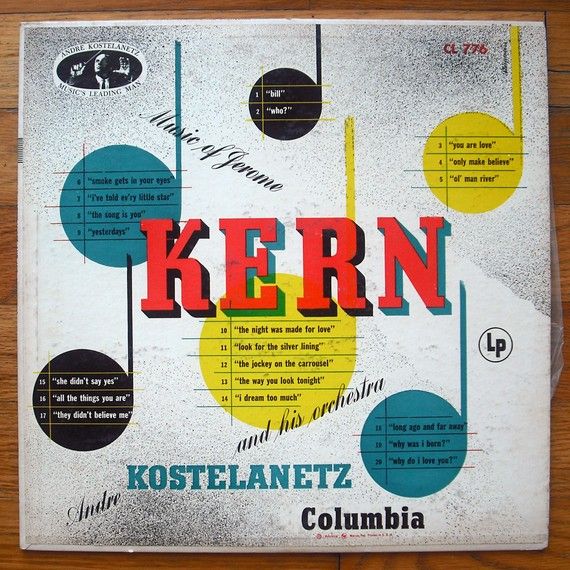 ANDRE KOSTELANETZ
MUSIC'S LEADING MAN
CL 776
1 "bill"
2 "who?"
3 "you are love"
4 "only make believe"
5 "ol' man river"
Music of Jerome
6 "smoke gets in your eyes"
7 "i've told ev'ry little star"
8 "the song is you"
9 "yesterdays"
KERN
10 "the night was made for love"
11 "look for the silver lining"
12 "the jockey on the carrousel"
13 "the way you look tonight"
14 "i dream too much"
Lp
15 "she didn't say yes"
16 "all the things you are"
17 "they didn't believe me"
18 "long ago and far away"
19 "why was i born?"
20 "why do i love you?"
and his orchestra
Andre KOSTELANETZ
Columbia